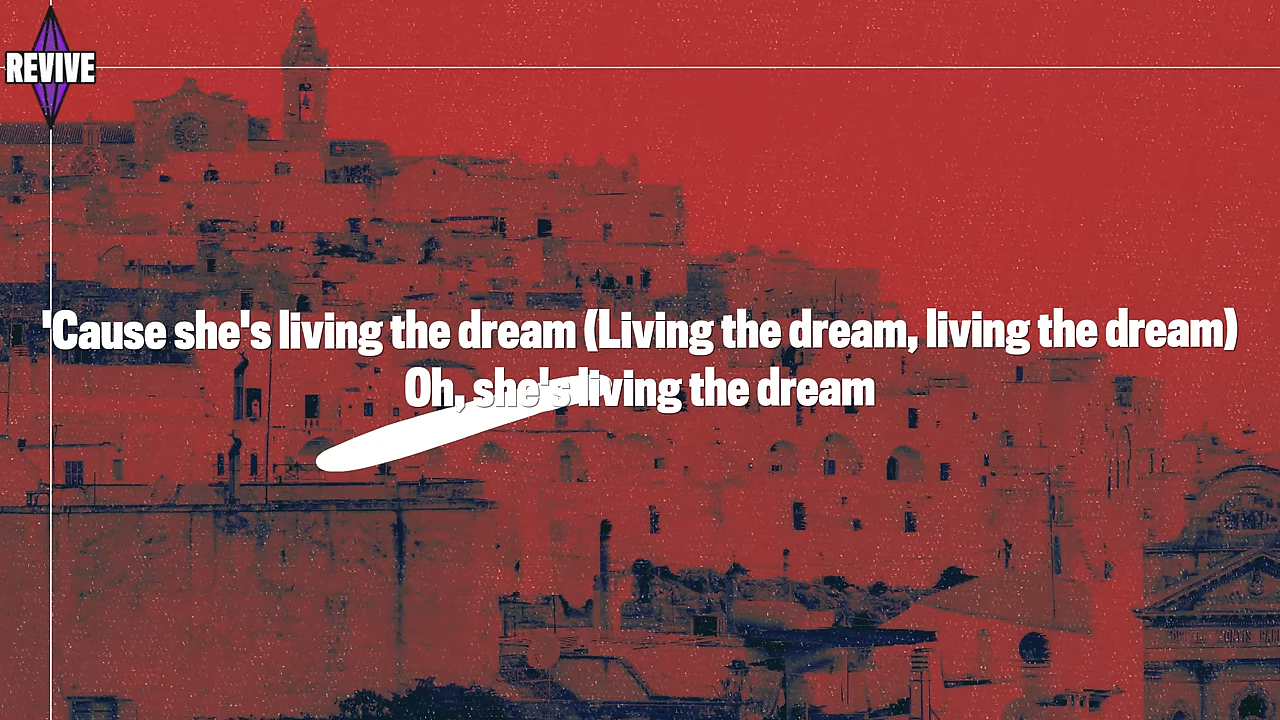 REVIVE
'Cause she's living the dream (Living the dream, living the dream)
Oh, she's living the dream